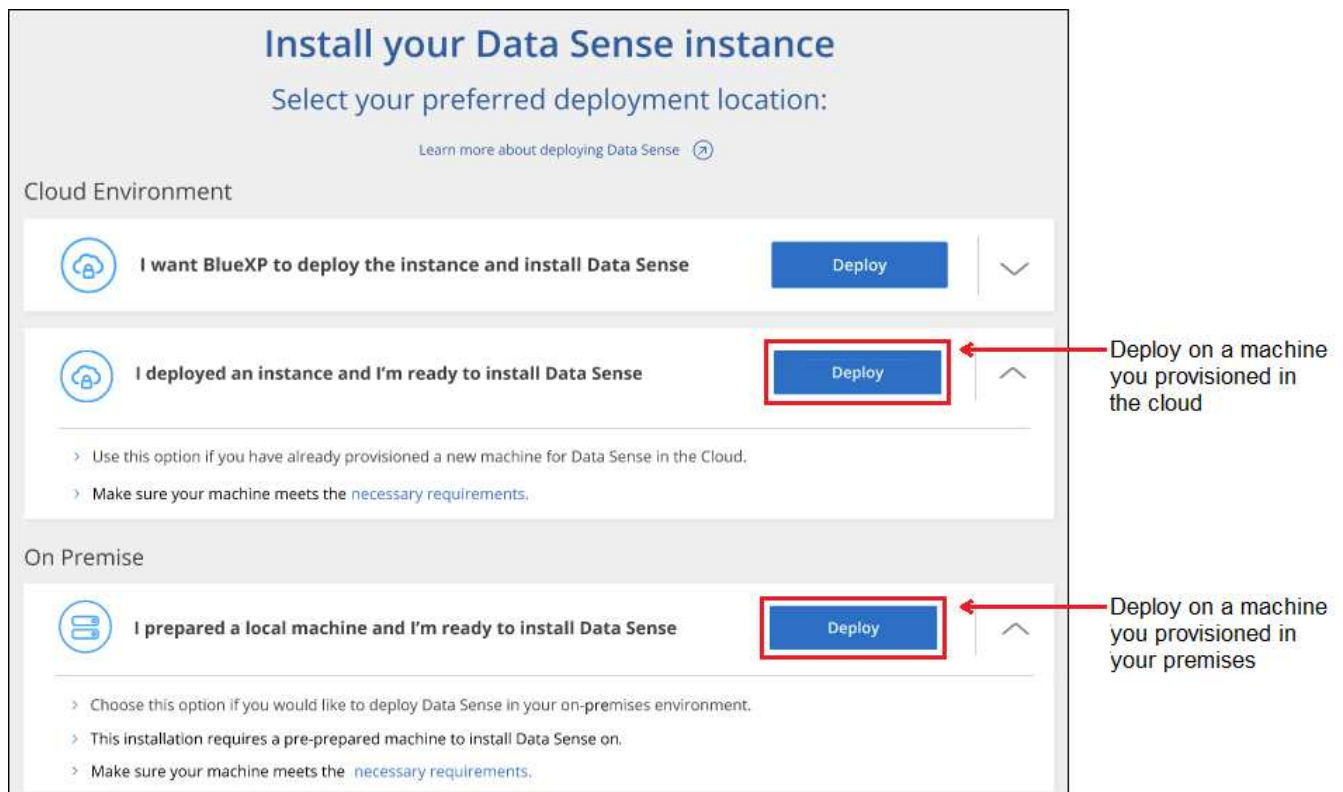 Install your Data Sense instance
Select your preferred deployment location:
Learn more about deploying Data Sense
Cloud Environment
I want BlueXP to deploy the instance and install Data Sense
Deploy
I deployed an instance and I'm ready to install Data Sense
Deploy
Deploy on a machine
you provisioned in
the cloud
> Use this option if you have already provisioned a new machine for Data Sense in the Cloud.
> Make sure your machine meets the necessary requirements.
On Premise
I prepared a local machine and I'm ready to install Data Sense
Deploy
Deploy on a machine
you provisioned in
your premises
> Choose this option if you would like to deploy Data Sense in your on-premises environment.
> This installation requires a pre-prepared machine to install Data Sense on.
> Make sure your machine meets the necessary requirements.